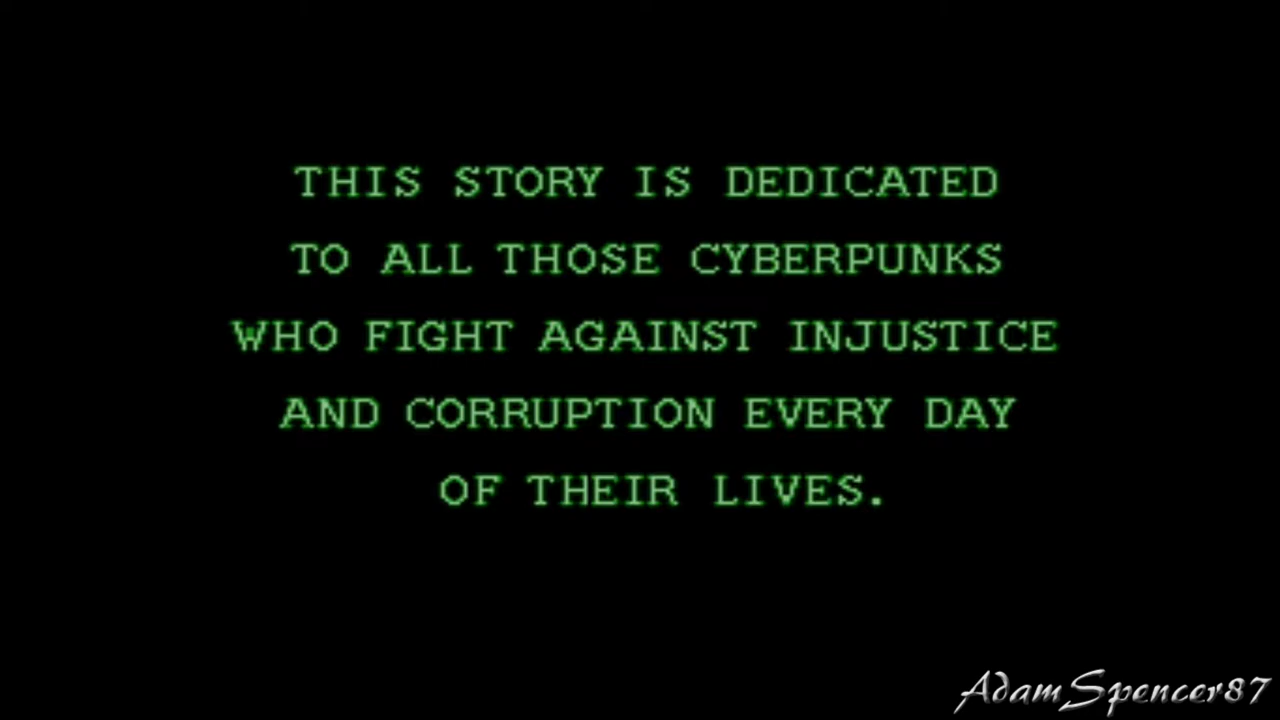 THIS STORY IS DEDICATED
TO ALL THOSE CYBERPUNKS
WHO FIGHT AGAINST INJUSTICE
AND CORRUPTION EVERY DAY
OF THEIR LIVES.
AdamSpencer87